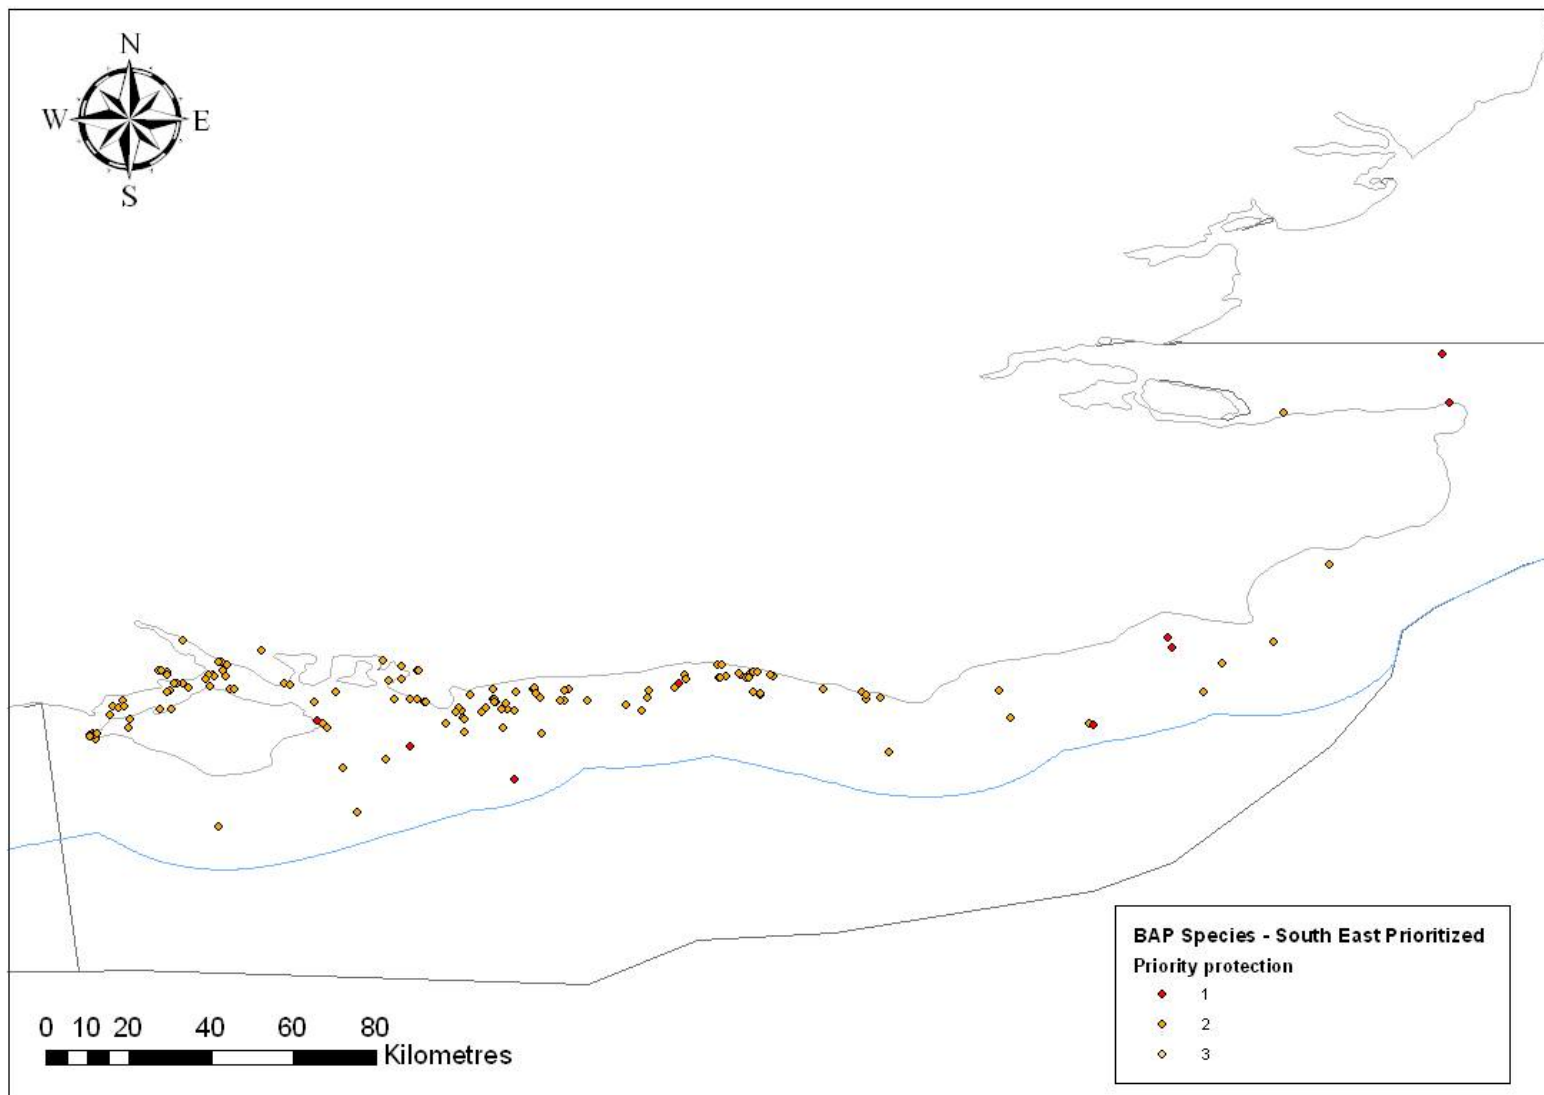 N
W E
S
BAP Species - South East Prioritized
Priority protection
1
2
3
0 10 20 40 60 80
Kilometres